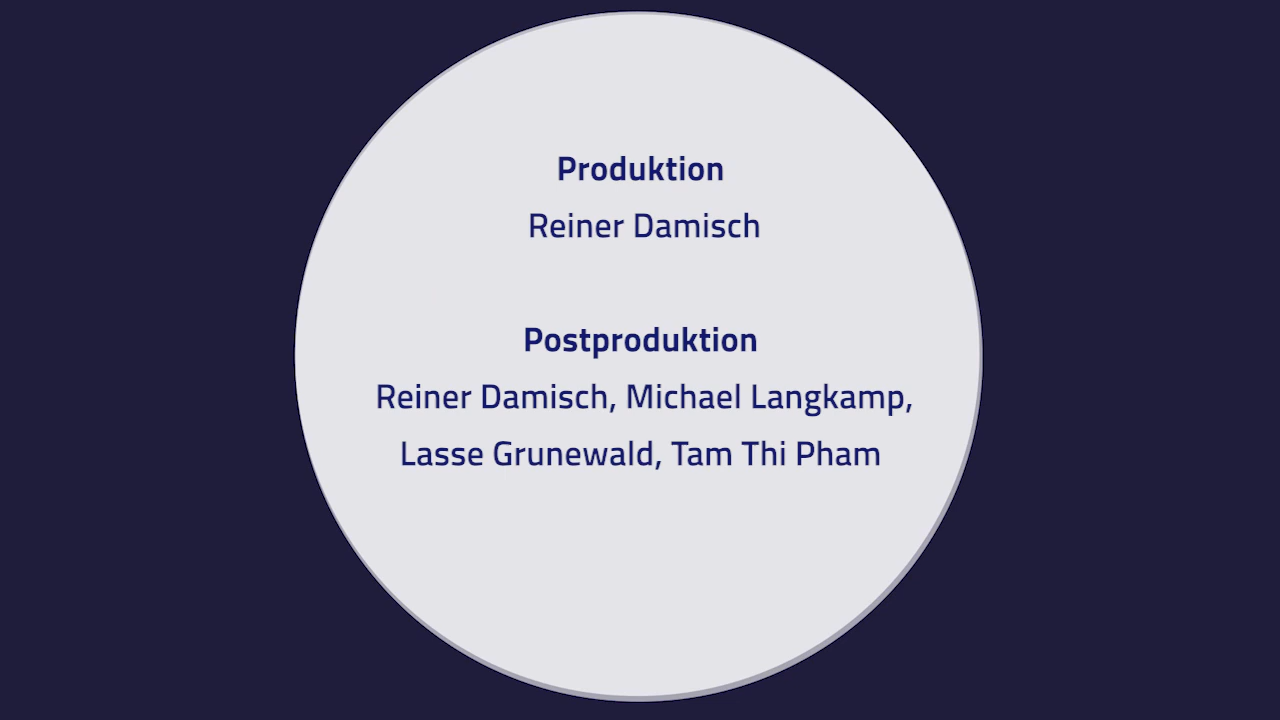 Produktion
Reiner Damisch
Postproduktion
Reiner Damisch, Michael Langkamp,
Lasse Grunewald, Tam Thi Pham